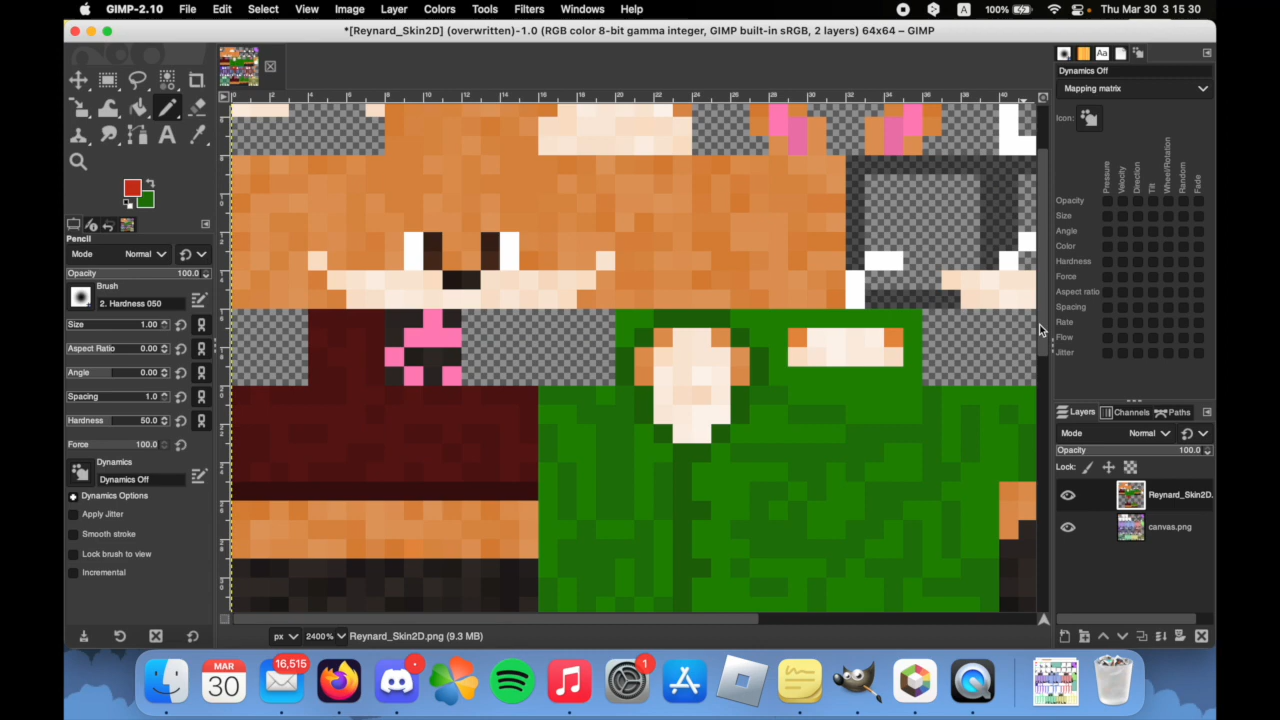 GIMP-2.10 File Edit Select View Image Layer Colors Tools Filters Windows Help A 100% Thu Mar 30 3 15 30
*[Reynard_Skin2D] (overwritten)-1.0 (RGB color 8-bit gamma integer, GIMP built-in sRGB, 2 layers) 64x64 – GIMP
Dynamics Off
Mapping matrix
Icon:
Pressure Velocity Direction Tilt Wheel/Rotation Random Fade
Opacity
Size
Angle
Color
Hardness
Force
Aspect ratio
Spacing
Rate
Flow
Jitter
Pencil
Mode Normal
Opacity 100.0
Brush
2. Hardness 050
Size 1.00
Aspect Ratio 0.00
Angle 0.00
Spacing 1.0
Hardness 50.0
Force 100.0
Dynamics
Dynamics Off
Dynamics Options
Apply Jitter
Smooth stroke
Lock brush to view
Incremental
Layers Channels Paths
Mode Normal
Opacity 100.0
Lock:
Reynard_Skin2D.
canvas.png
px 2400% Reynard_Skin2D.png (9.3 MB)
MAR
30
16,515
1